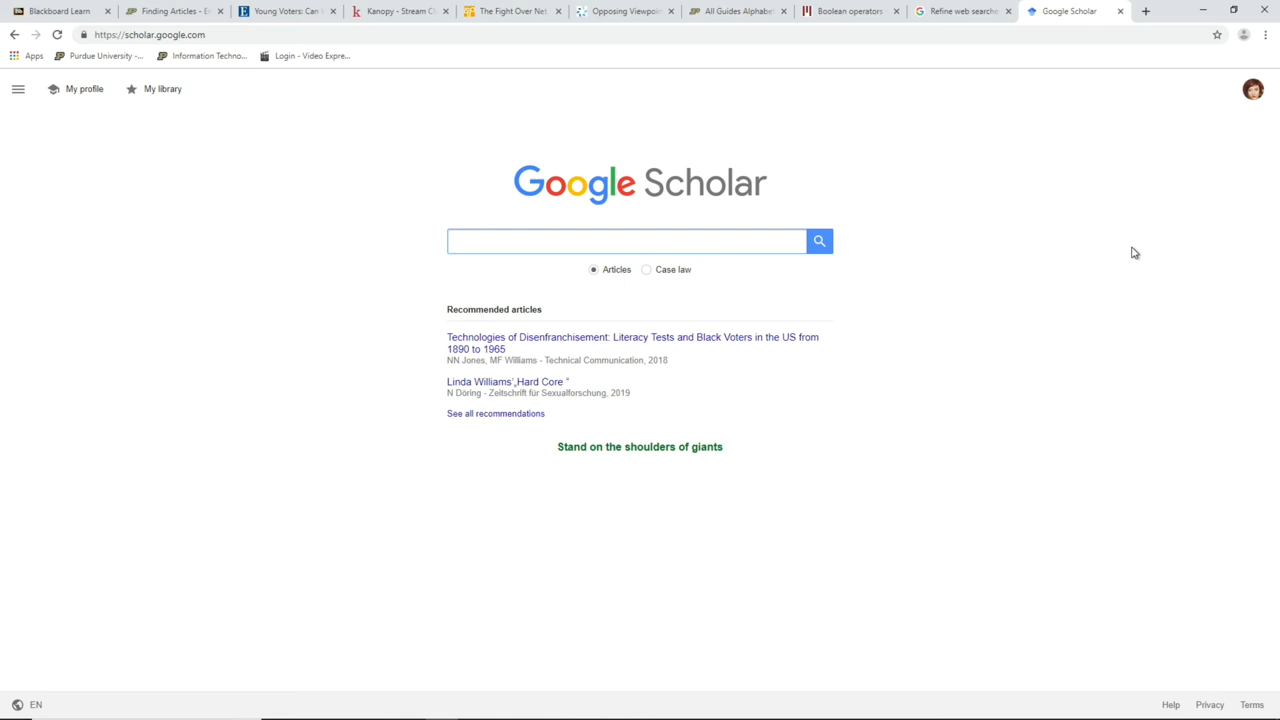 Blackboard Learn
Finding Articles - E
Young Voters: Can
Kanopy - Stream Cl
The Fight Over Net
Opposing Viewpoin
All Guides Alphabet
Boolean operators
Refine web searche
Google Scholar
https://scholar.google.com
Apps
Purdue University -...
Information Techno...
Login - Video Expre...
My profile
My library
Google Scholar
Articles
Case law
Recommended articles
Technologies of Disenfranchisement: Literacy Tests and Black Voters in the US from
1890 to 1965
NN Jones, MF Williams - Technical Communication, 2018
Linda Williams'„Hard Core "
N Döring - Zeitschrift für Sexualforschung, 2019
See all recommendations
Stand on the shoulders of giants
EN
Help
Privacy
Terms